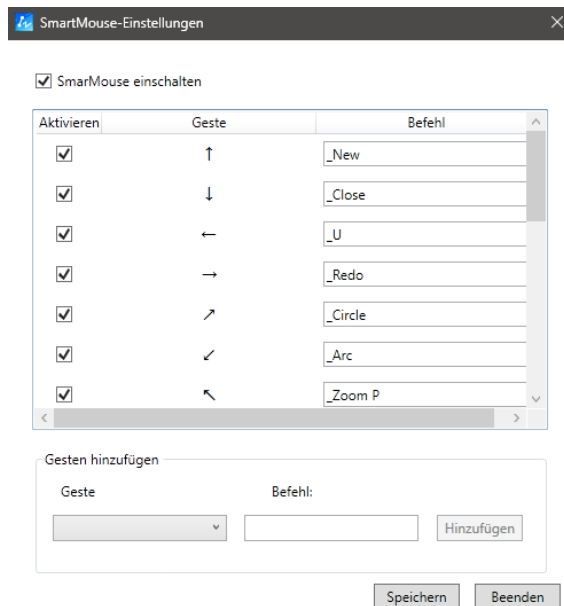 SmartMouse-Einstellungen
SmarMouse einschalten
Aktivieren Geste Befehl
↑ _New
↓ _Close
← _U
→ _Redo
↗ _Circle
↙ _Arc
↖ _Zoom P
Gesten hinzufügen
Geste Befehl:
Hinzufügen
Speichern Beenden